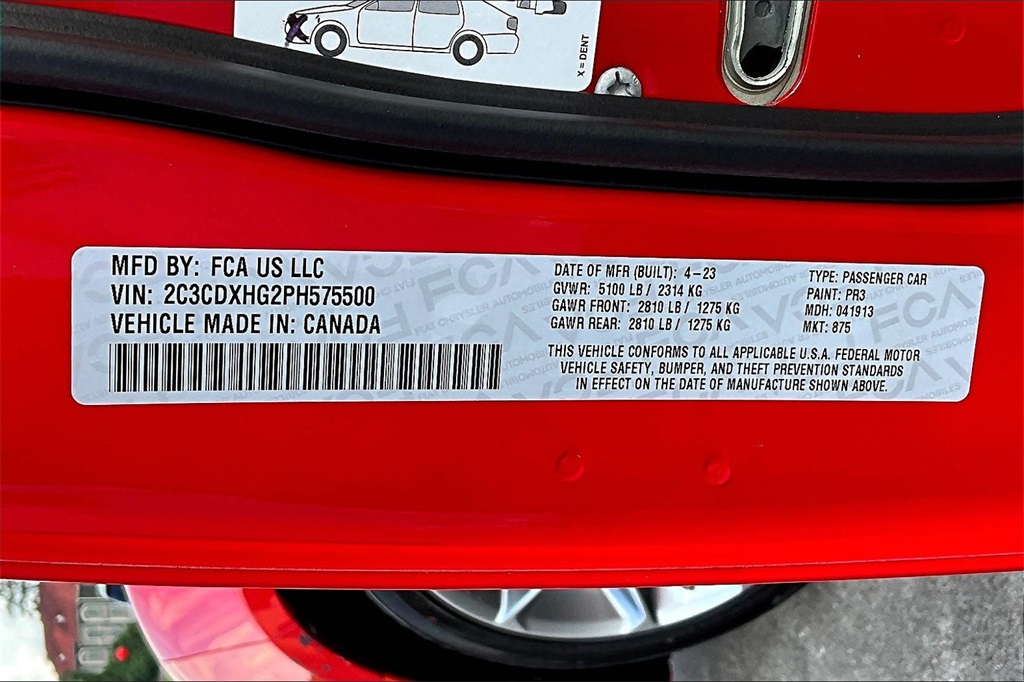 X = DENT
MFD BY: FCA US LLC
VIN: 2C3CDXHG2PH575500
VEHICLE MADE IN: CANADA
DATE OF MFR (BUILT): 4-23
GVWR: 5100 LB / 2314 KG
GAWR FRONT: 2810 LB / 1275 KG
GAWR REAR: 2810 LB / 1275 KG
TYPE: PASSENGER CAR
PAINT: PR3
MDH: 041913
MKT: 875
THIS VEHICLE CONFORMS TO ALL APPLICABLE U.S.A. FEDERAL MOTOR
VEHICLE SAFETY, BUMPER, AND THEFT PREVENTION STANDARDS
IN EFFECT ON THE DATE OF MANUFACTURE SHOWN ABOVE.